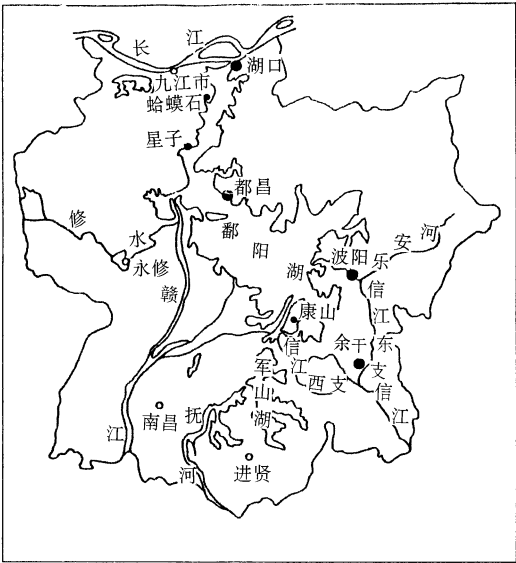 长江
湖口
九江市
蛤蟆石
星子
都昌
修水
永修
鄱阳湖
波阳
乐安河
赣江
康山
信江东支
余干
信江西支
信江
军山湖
南昌
抚河
进贤